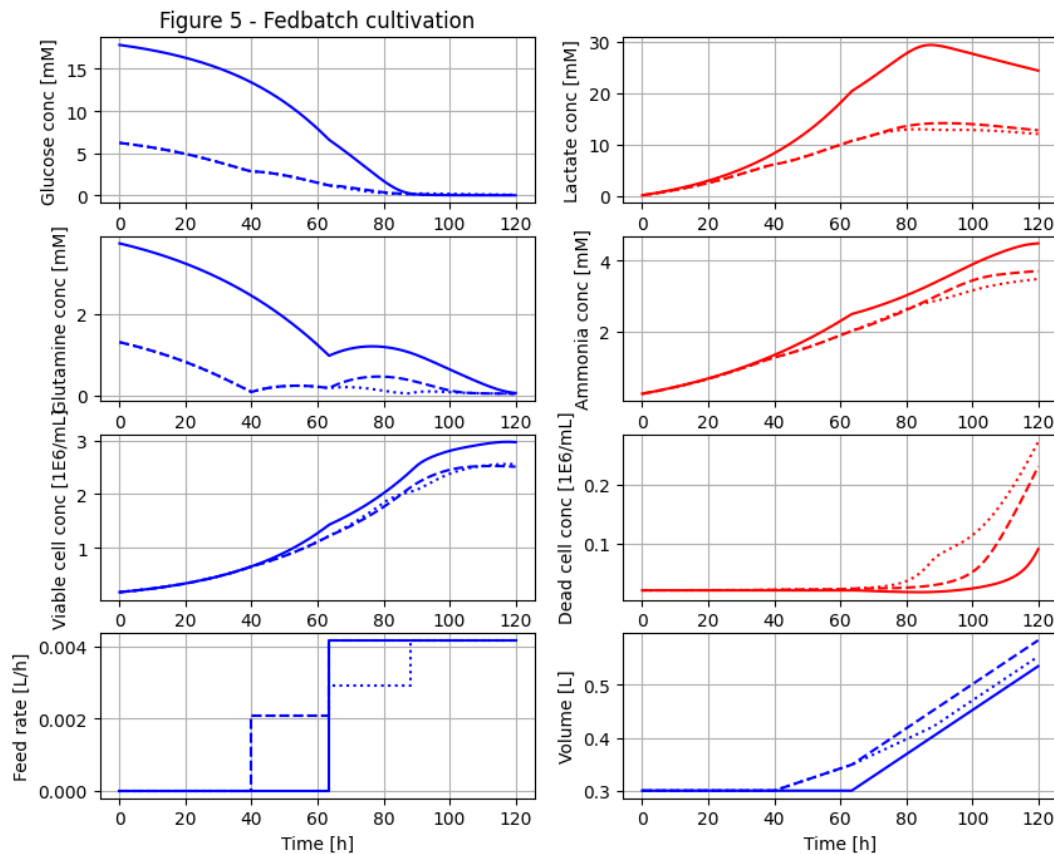 Figure 5 - Fedbatch cultivation
Glucose conc [mM]
15
10
5
0
0 20 40 60 80 100 120
Lactate conc [mM]
30
20
10
0
0 20 40 60 80 100 120
Glutamine conc [mM]
2
0
0 20 40 60 80 100 120
Ammonia conc [mM]
4
2
0 20 40 60 80 100 120
Viable cell conc [1E6/mL]
3
2
1
0 20 40 60 80 100 120
Dead cell conc [1E6/mL]
0.2
0.1
0 20 40 60 80 100 120
Feed rate [L/h]
0.004
0.002
0.000
0 20 40 60 80 100 120
Time [h]
Volume [L]
0.5
0.4
0.3
0 20 40 60 80 100 120
Time [h]